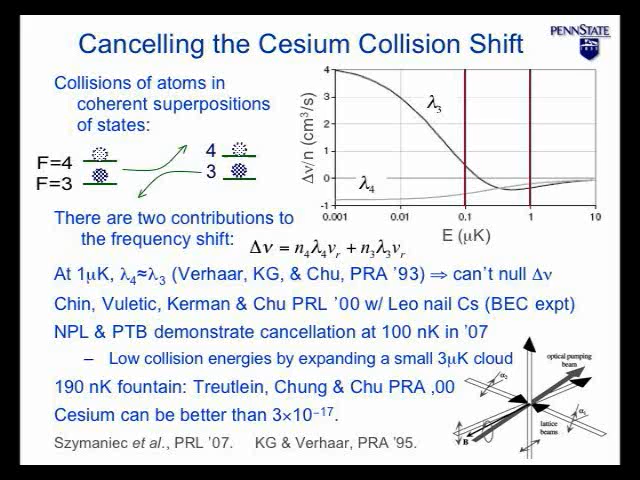 Cancelling the Cesium Collision Shift
PENNSTATE
Collisions of atoms in
coherent superpositions
of states:
F=4
F=3
4
3
Δν/n (cm³/s)
4
3
2
1
0
-1
λ₃
λ₄
0.001 0.01 0.1 1 10
E (μK)
There are two contributions to
the frequency shift: Δν = n₄λ₄vᵣ + n₃λ₃vᵣ
At 1μK, λ₄≈λ₃ (Verhaar, KG, & Chu, PRA '93) ⇒ can't null Δν
Chin, Vuletic, Kerman & Chu PRL '00 w/ Leo nail Cs (BEC expt)
NPL & PTB demonstrate cancellation at 100 nK in '07
– Low collision energies by expanding a small 3μK cloud
190 nK fountain: Treutlein, Chung & Chu PRA ,00
Cesium can be better than 3×10⁻¹⁷.
Szymaniec et al., PRL '07. KG & Verhaar, PRA '95.
optical pumping
beam
lattice
beams
B